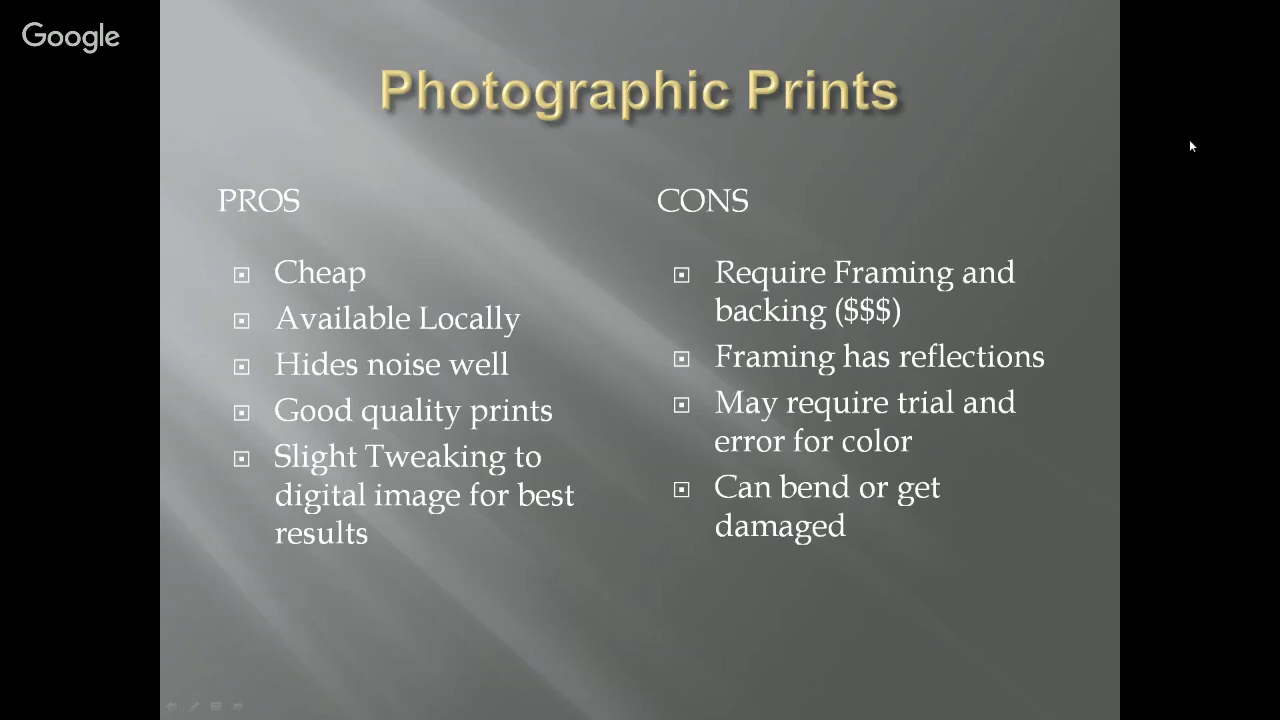 Google
Photographic Prints
PROS
Cheap
Available Locally
Hides noise well
Good quality prints
Slight Tweaking to
digital image for best
results
CONS
Require Framing and
backing ($$$)
Framing has reflections
May require trial and
error for color
Can bend or get
damaged